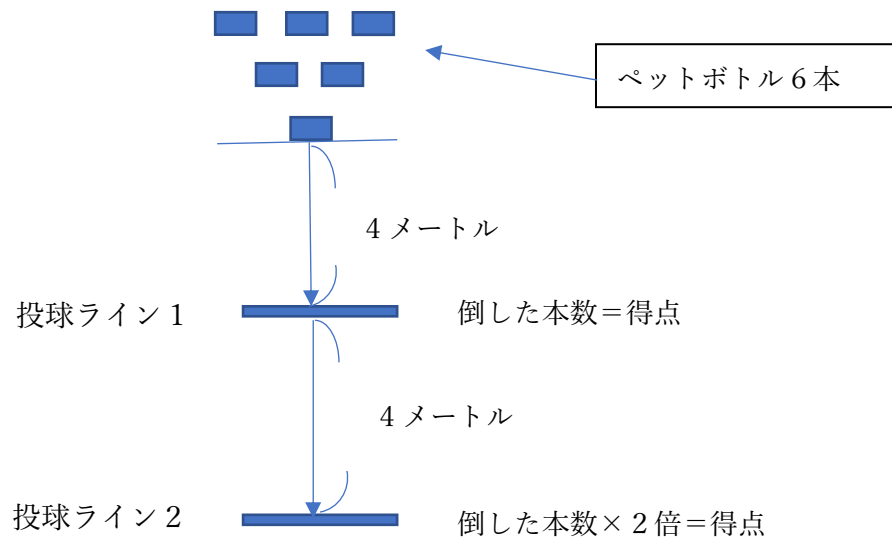 ペットボトル６本
４メートル
投球ライン１
倒した本数＝得点
４メートル
投球ライン２
倒した本数×２倍＝得点